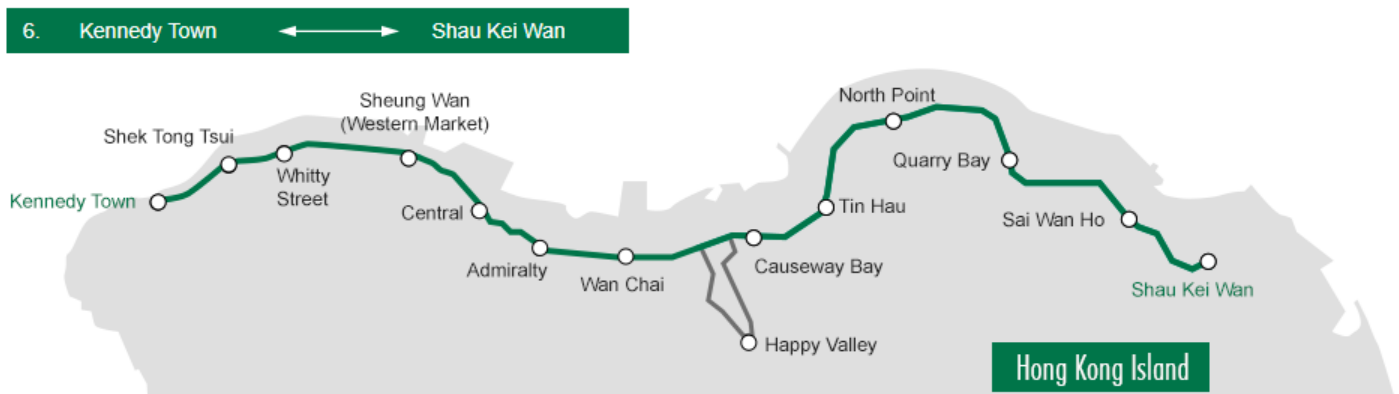 6. Kennedy Town Shau Kei Wan
North Point
Sheung Wan
(Western Market)
Shek Tong Tsui
Quarry Bay
Whitty
Street
Kennedy Town
Central
Tin Hau
Sai Wan Ho
Admiralty
Wan Chai
Causeway Bay
Shau Kei Wan
Happy Valley
Hong Kong Island